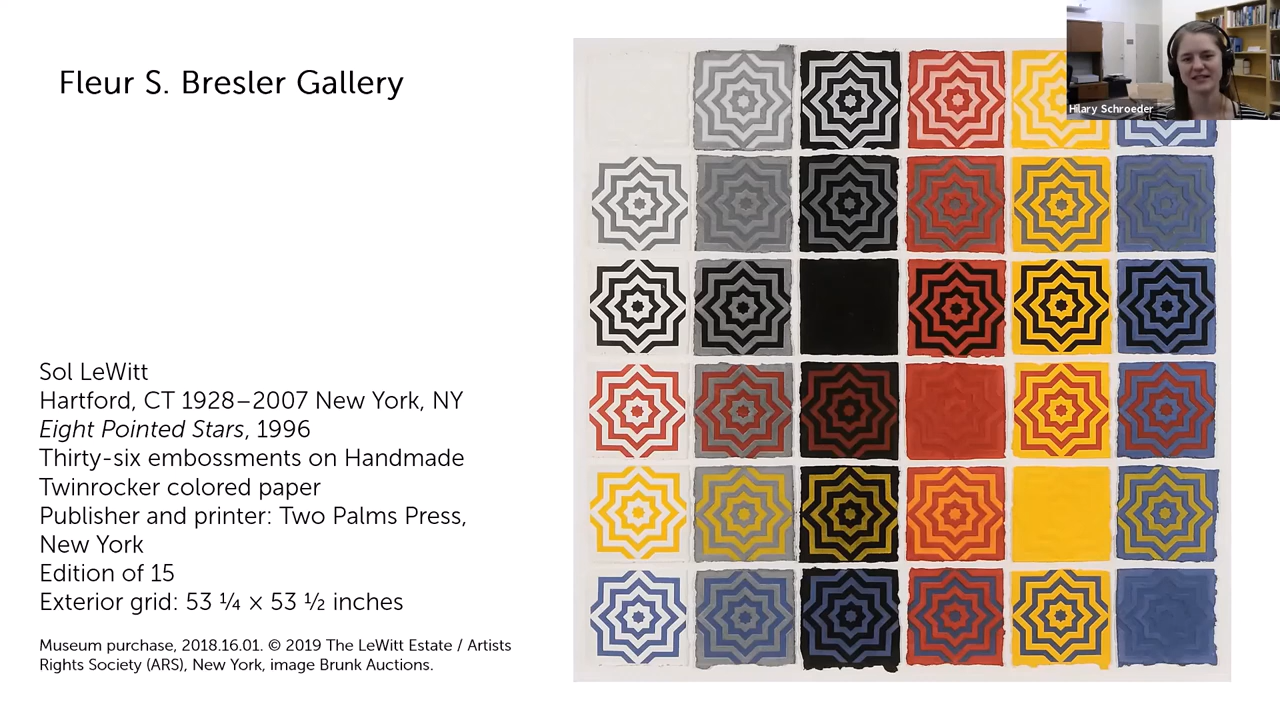 Fleur S. Bresler Gallery
Hilary Schroeder
Sol LeWitt
Hartford, CT 1928–2007 New York, NY
Eight Pointed Stars, 1996
Thirty-six embossments on Handmade
Twinrocker colored paper
Publisher and printer: Two Palms Press,
New York
Edition of 15
Exterior grid: 53 ¼ × 53 ½ inches
Museum purchase, 2018.16.01. © 2019 The LeWitt Estate / Artists
Rights Society (ARS), New York, image Brunk Auctions.